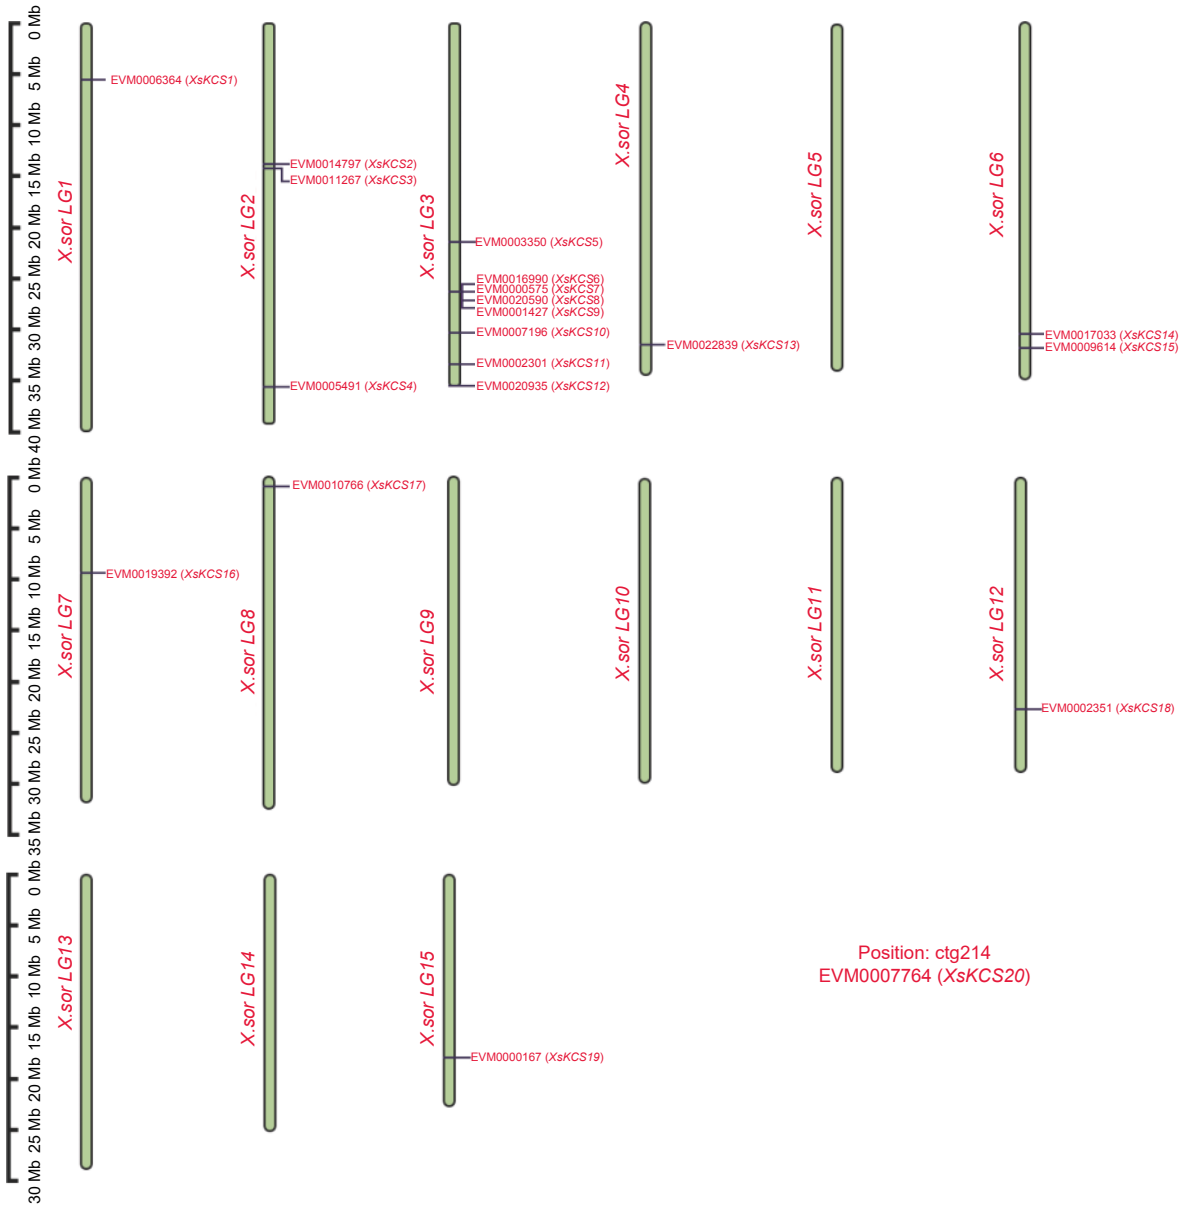 0 Mb
5 Mb
10 Mb
15 Mb
20 Mb
25 Mb
30 Mb
35 Mb
40 Mb
X.sor LG1
EVM0006364 (XsKCS1)
X.sor LG2
EVM0014797 (XsKCS2)
EVM0011267 (XsKCS3)
EVM0005491 (XsKCS4)
X.sor LG3
EVM0003350 (XsKCS5)
EVM0016990 (XsKCS6)
EVM0000575 (XsKCS7)
EVM0020590 (XsKCS8)
EVM0001427 (XsKCS9)
EVM0007196 (XsKCS10)
EVM0002301 (XsKCS11)
EVM0020935 (XsKCS12)
X.sor LG4
EVM0022839 (XsKCS13)
X.sor LG5
X.sor LG6
EVM0017033 (XsKCS14)
EVM0009614 (XsKCS15)
0 Mb
5 Mb
10 Mb
15 Mb
20 Mb
25 Mb
30 Mb
35 Mb
X.sor LG7
EVM0019392 (XsKCS16)
X.sor LG8
EVM0010766 (XsKCS17)
X.sor LG9
X.sor LG10
X.sor LG11
X.sor LG12
EVM0002351 (XsKCS18)
0 Mb
5 Mb
10 Mb
15 Mb
20 Mb
25 Mb
30 Mb
X.sor LG13
X.sor LG14
X.sor LG15
EVM0000167 (XsKCS19)
Position: ctg214
EVM0007764 (XsKCS20)